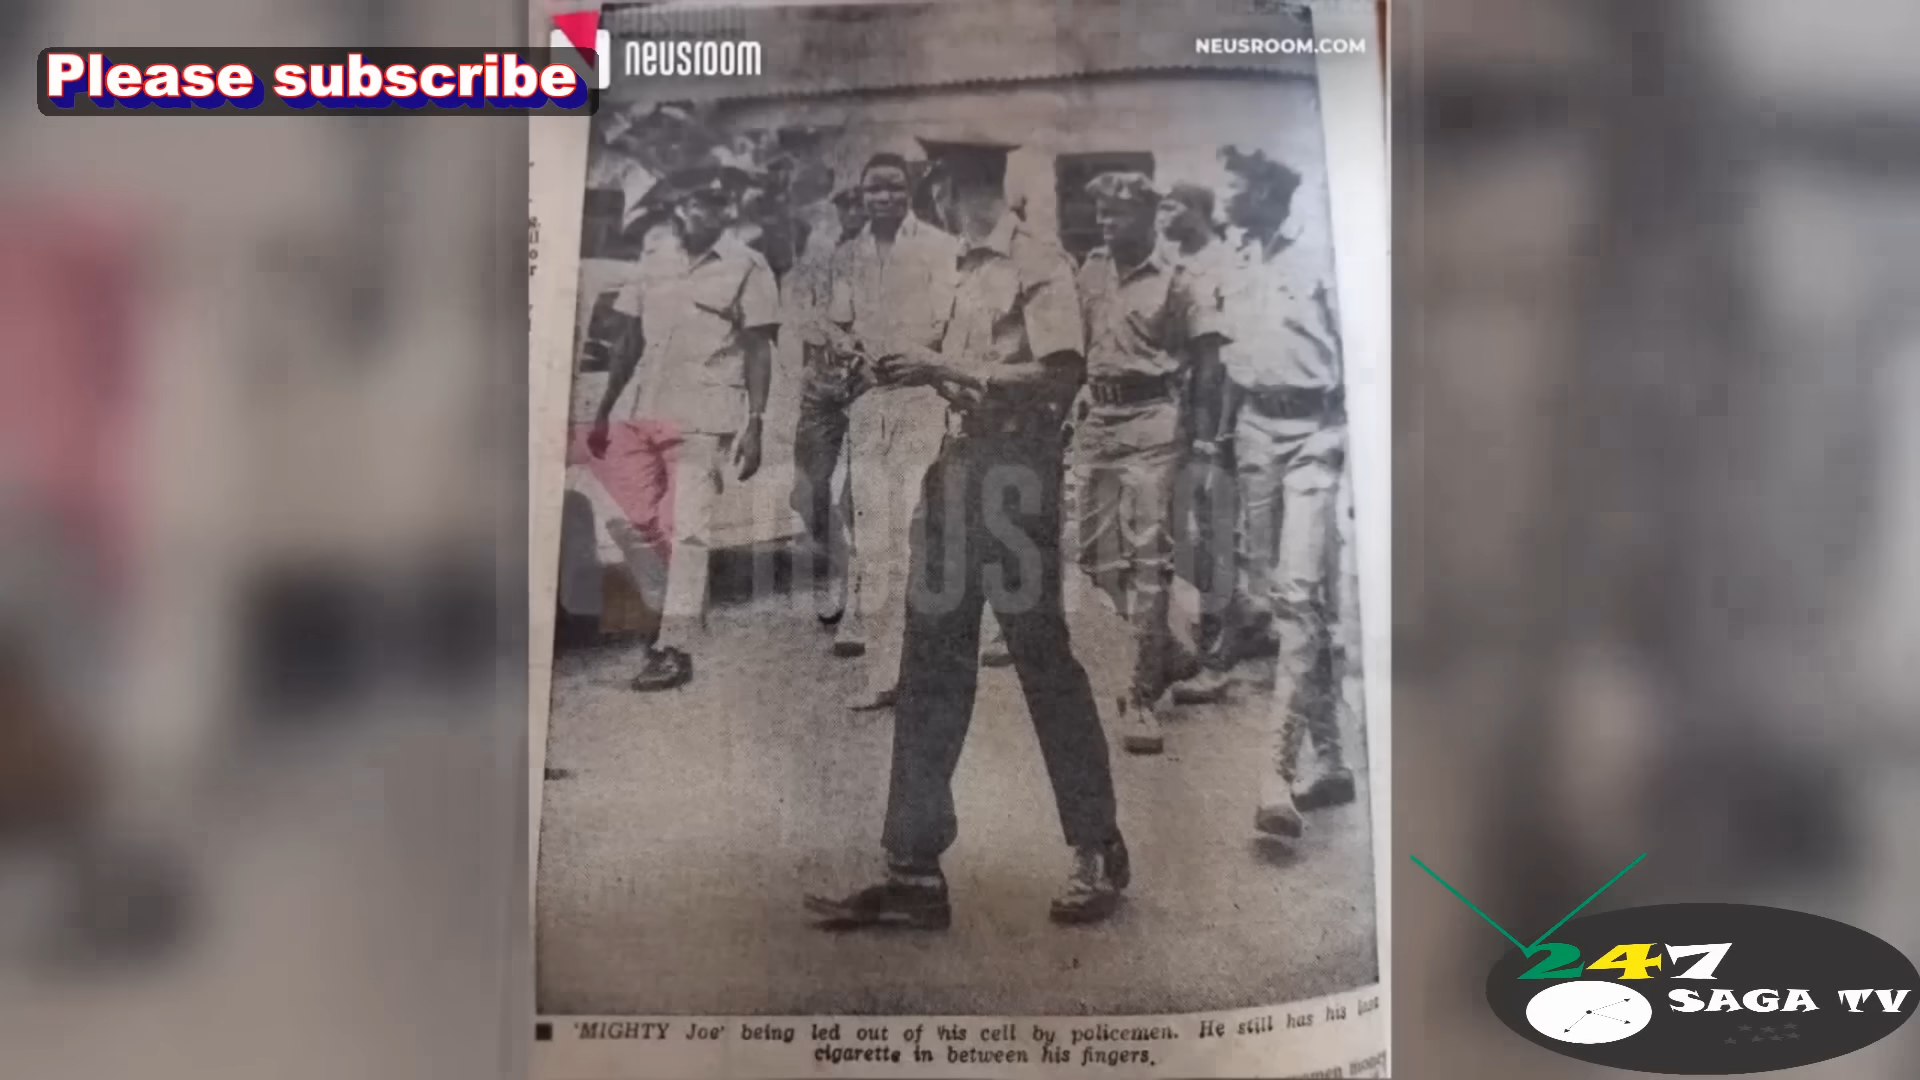 Please subscribe
neusroom
NEUSROOM.COM
'MIGHTY Joe' being led out of his cell by policemen. He still has his last
cigarette in between his fingers.
money
247
SAGA TV